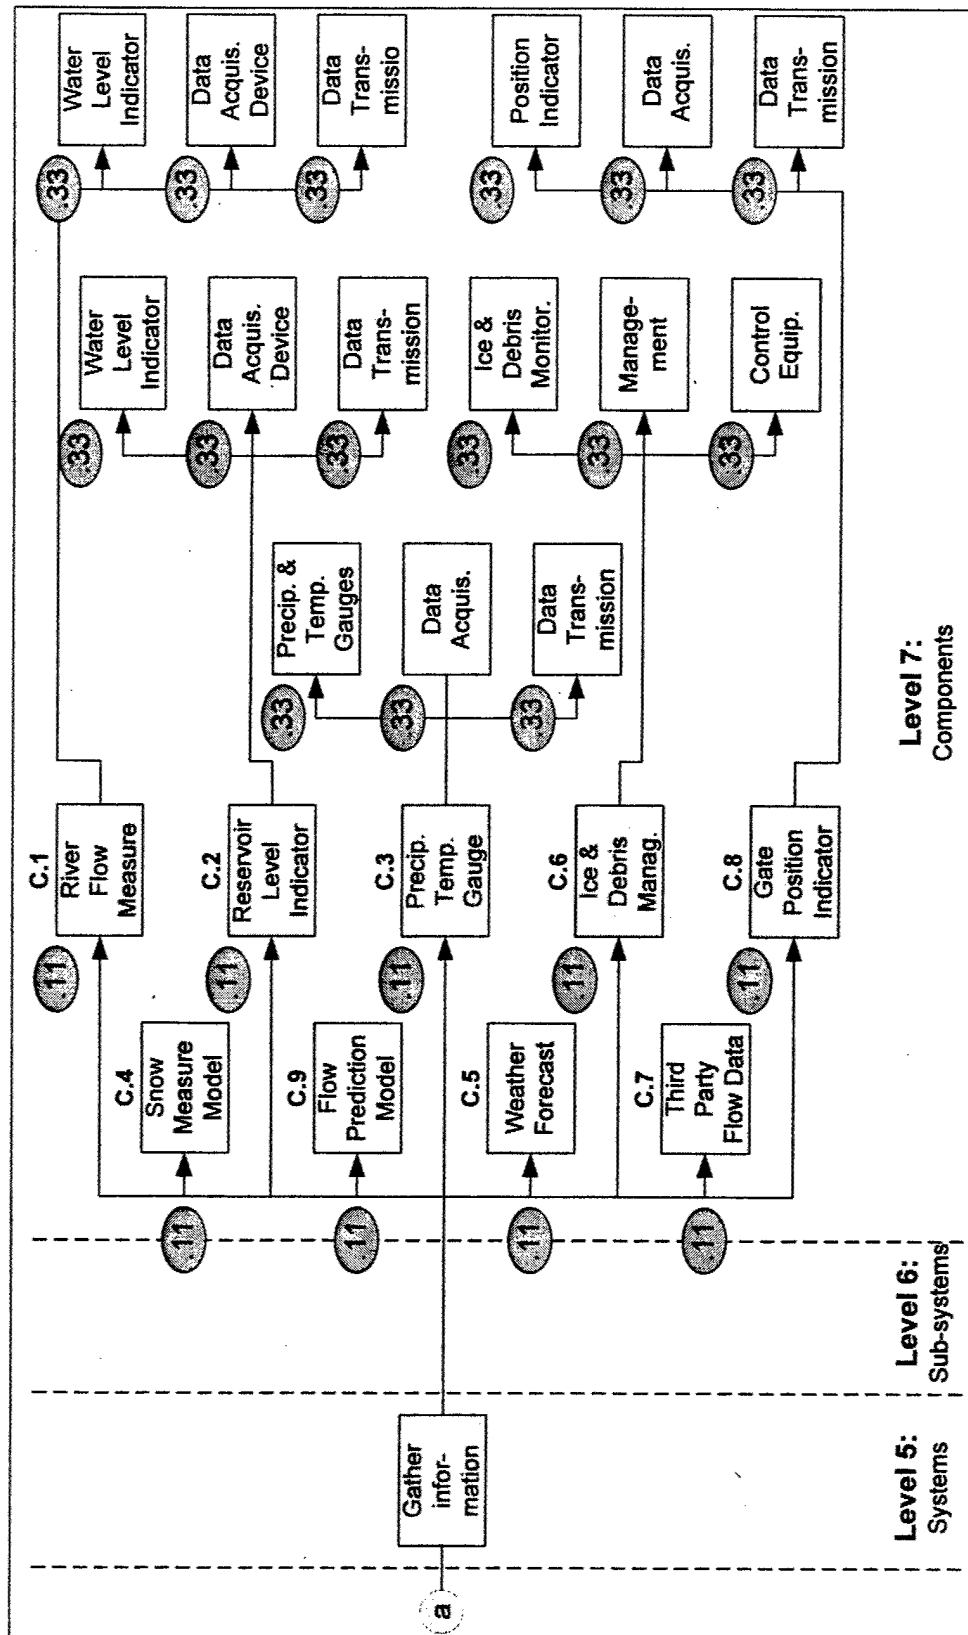 a
Gather
infor-
mation
.11
C.1
River
Flow
Measure
.11
C.4
Snow
Measure
Model
.11
C.2
Reservoir
Level
Indicator
.11
C.9
Flow
Prediction
Model
.11
C.3
Precip.
Temp.
Gauge
.11
C.5
Weather
Forecast
.11
C.6
Ice &
Debris
Manag.
.11
C.7
Third
Party
Flow Data
.11
C.8
Gate
Position
Indicator
.33
Precip. &
Temp.
Gauges
.33
Data
Acquis.
.33
Data
Trans-
mission
.33
Water
Level
Indicator
.33
Data
Acquis.
Device
.33
Data
Trans-
mission
.33
Ice &
Debris
Monitor.
.33
Manage-
ment
.33
Control
Equip.
.33
Water
Level
Indicator
.33
Data
Acquis.
Device
.33
Data
Trans-
missio
.33
Position
Indicator
.33
Data
Acquis.
.33
Data
Trans-
mission
Level 5:
Systems
Level 6:
Sub-systems
Level 7:
Components